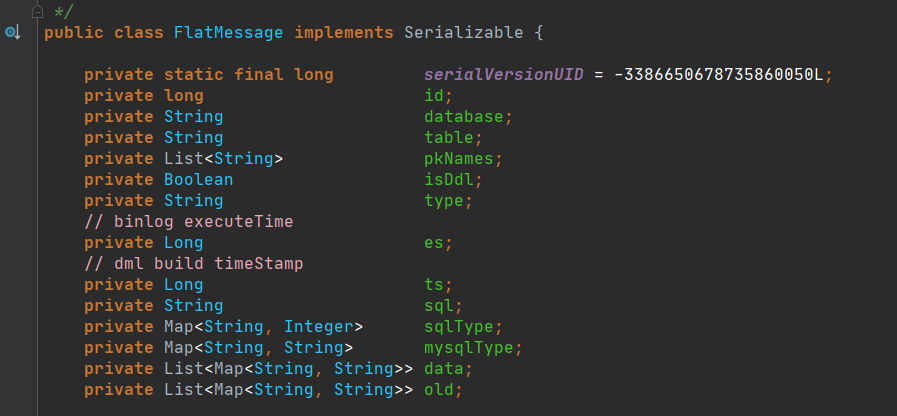 */
public class FlatMessage implements Serializable {
private static final long serialVersionUID = -3386650678735860050L;
private long id;
private String database;
private String table;
private List<String> pkNames;
private Boolean isDdl;
private String type;
// binlog executeTime
private Long es;
// dml build timeStamp
private Long ts;
private String sql;
private Map<String, Integer> sqlType;
private Map<String, String> mysqlType;
private List<Map<String, String>> data;
private List<Map<String, String>> old;